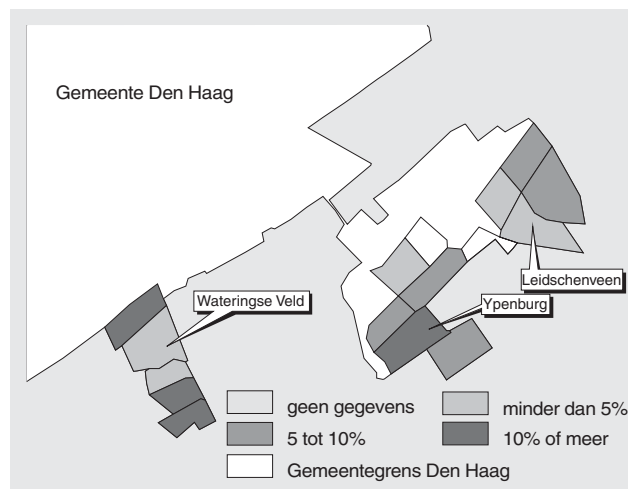 Gemeente Den Haag
Leidschenveen
Wateringse Veld
Ypenburg
geen gegevens
minder dan 5%
5 tot 10%
10% of meer
Gemeentegrens Den Haag